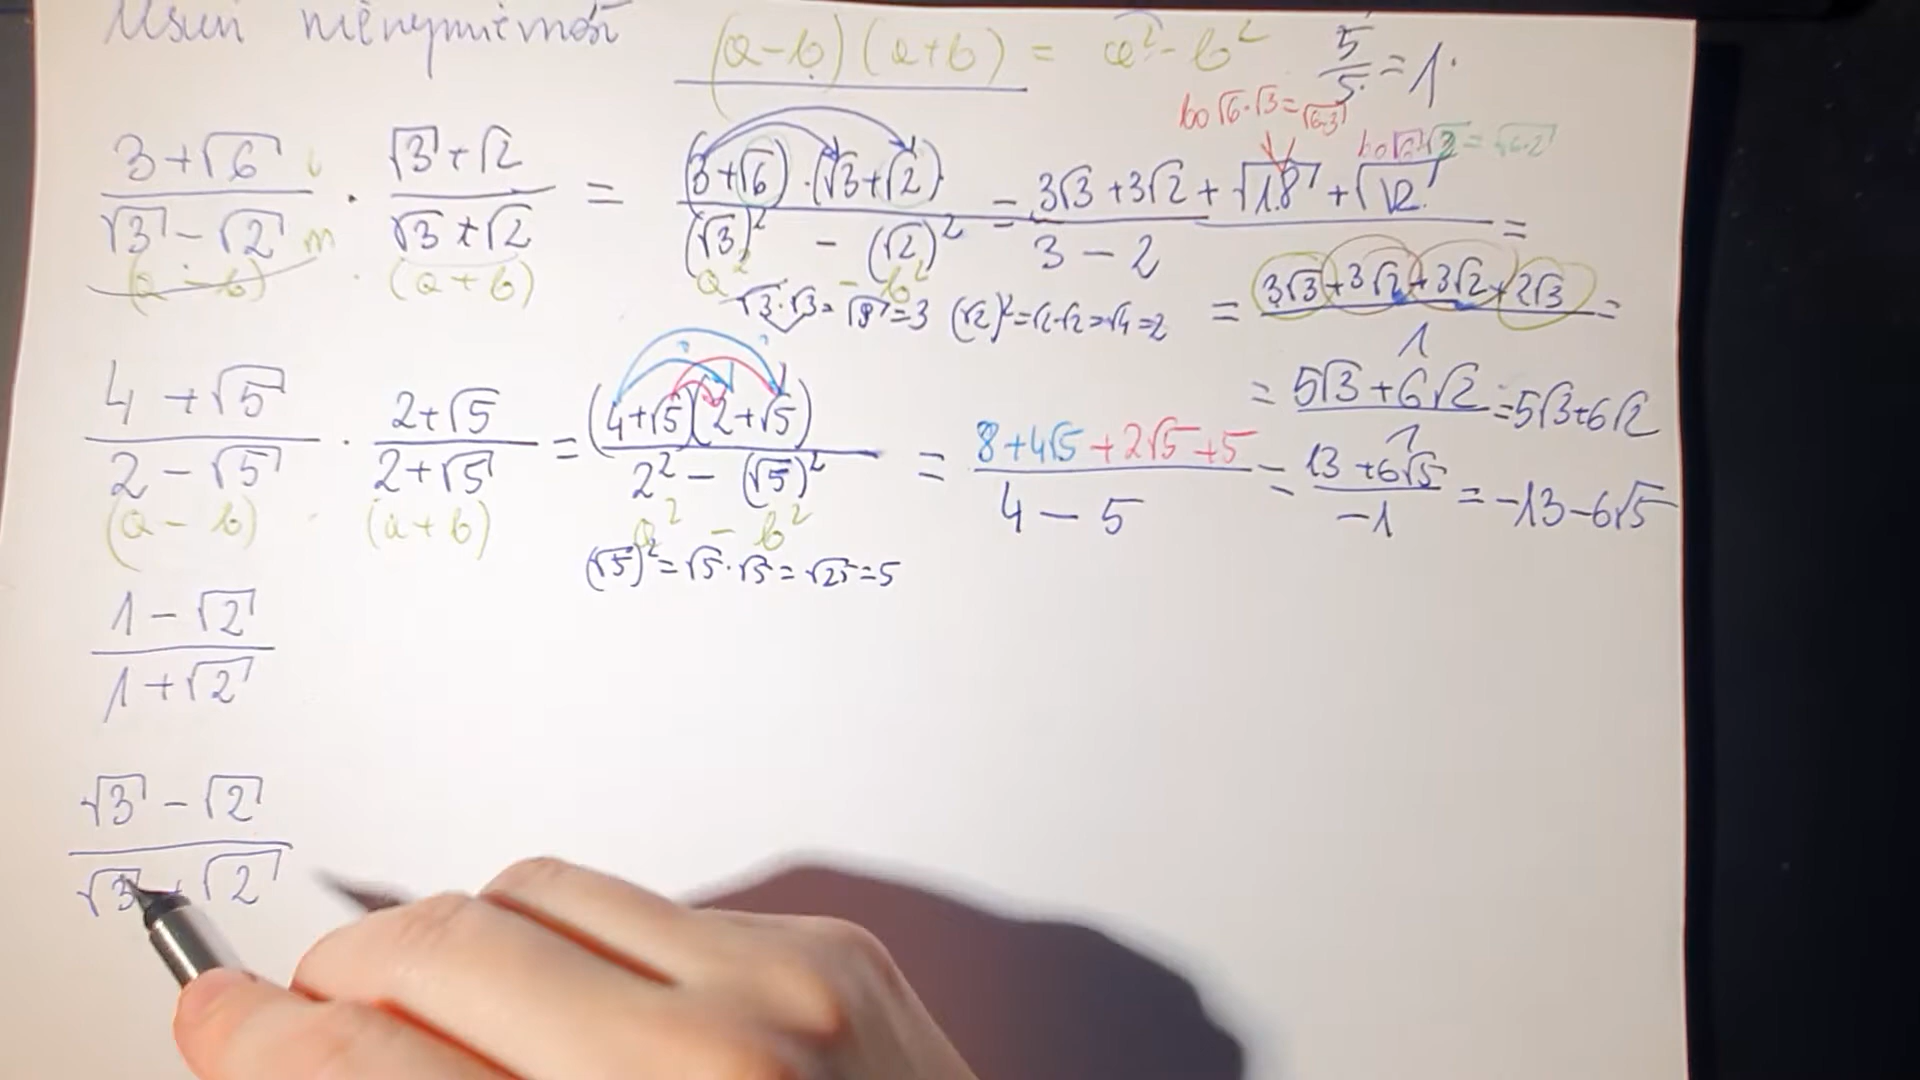 Usuń niewymierność
(a-b)(a+b) = a² - b²
5/5 = 1
bo √6·√3 = √6·3
bo √6·√2 = √6·2
(3+√6)/(√3-√2) · (√3+√2)/(√3+√2) = ((3+√6)·(√3+√2))/((√3)² - (√2)²) = (3√3+3√2+√18+√12)/(3-2) =
(a-b) · (a+b) a² - b²
√3·√3 = √9 = 3 (√2)² = √2·√2 = √4 = 2
= (3√3+3√2+3√2+2√3)/1 =
= (5√3+6√2)/1 = 5√3+6√2
(4+√5)/(2-√5) · (2+√5)/(2+√5) = ((4+√5)(2+√5))/(2² - (√5)²) = (8+4√5+2√5+5)/(4-5) = (13+6√5)/-1 = -13-6√5
(a-b) · (a+b) a² - b²
(√5)² = √5·√5 = √25 = 5
(1-√2)/(1+√2)
(√3-√2)/(√3+√2)